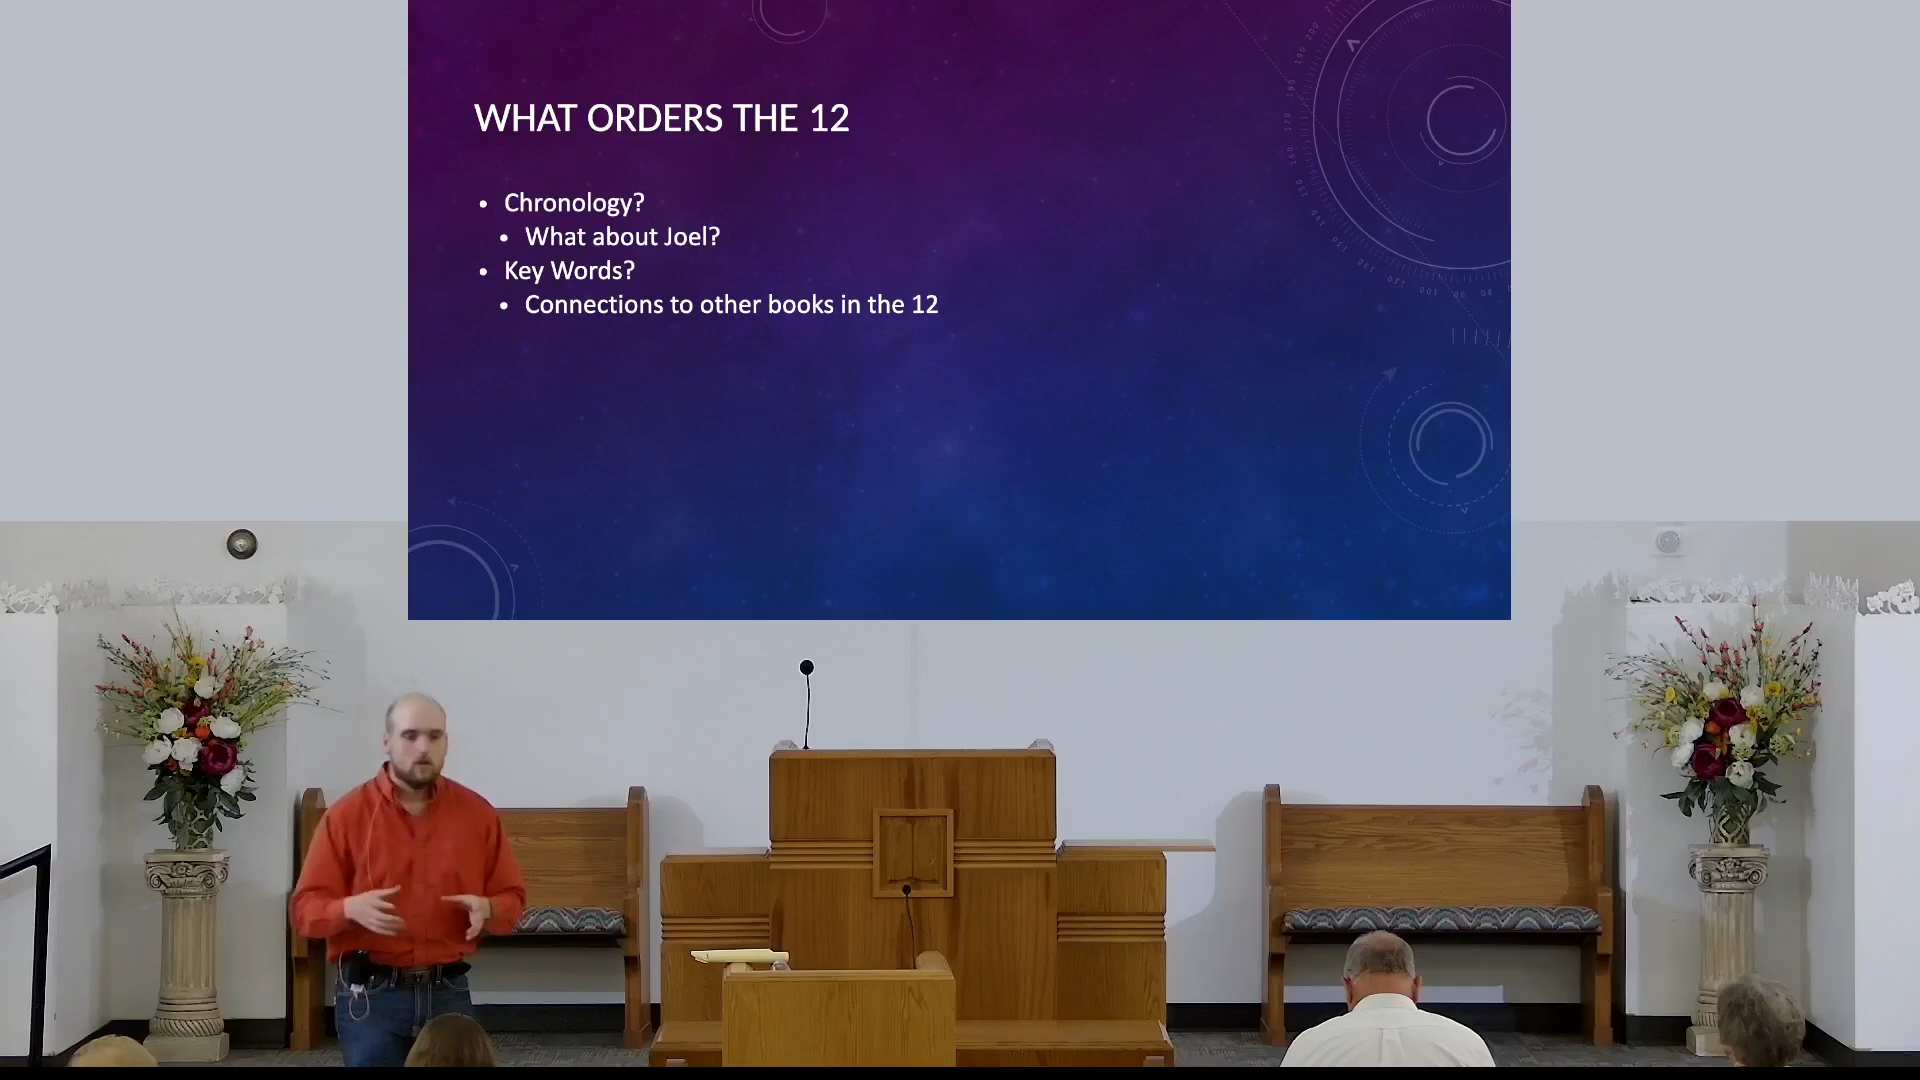 WHAT ORDERS THE 12
• Chronology?
• What about Joel?
• Key Words?
• Connections to other books in the 12